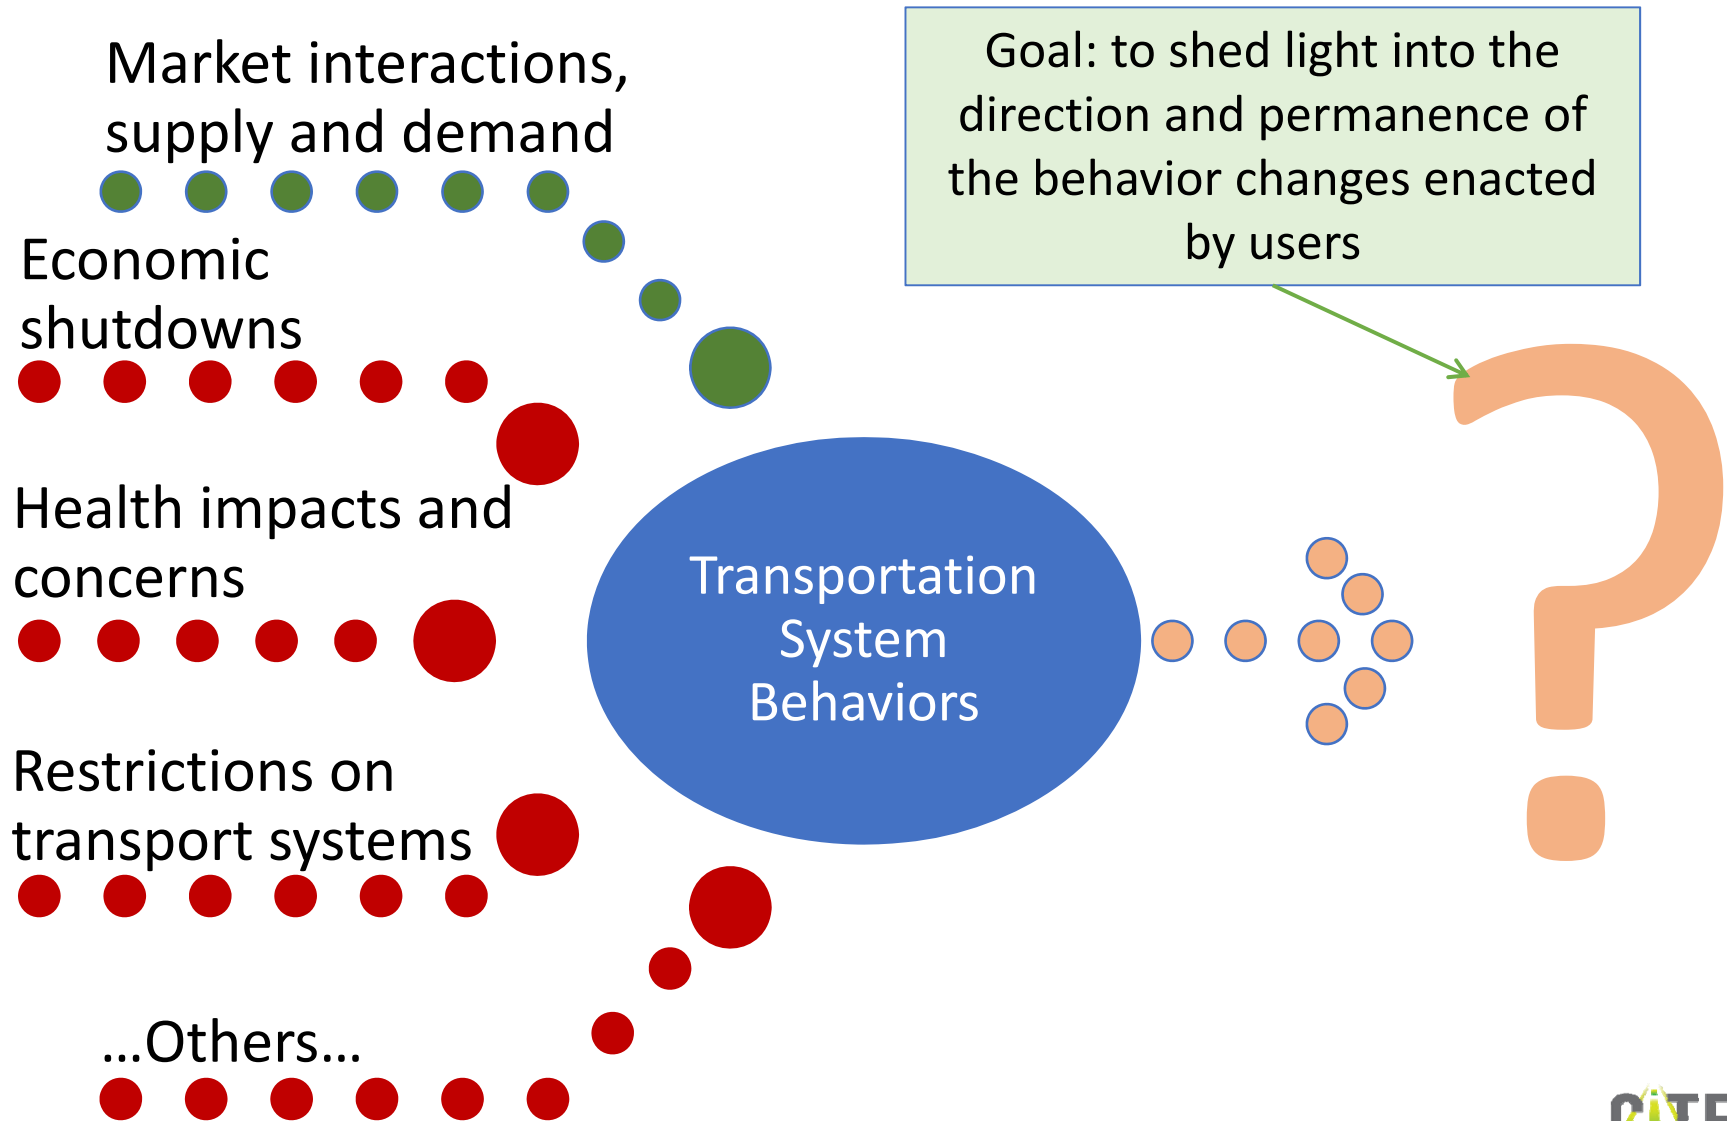 Market interactions,
supply and demand
Economic
shutdowns
Health impacts and
concerns
Restrictions on
transport systems
...Others...
Transportation
System
Behaviors
Goal: to shed light into the
direction and permanence of
the behavior changes enacted
by users
?